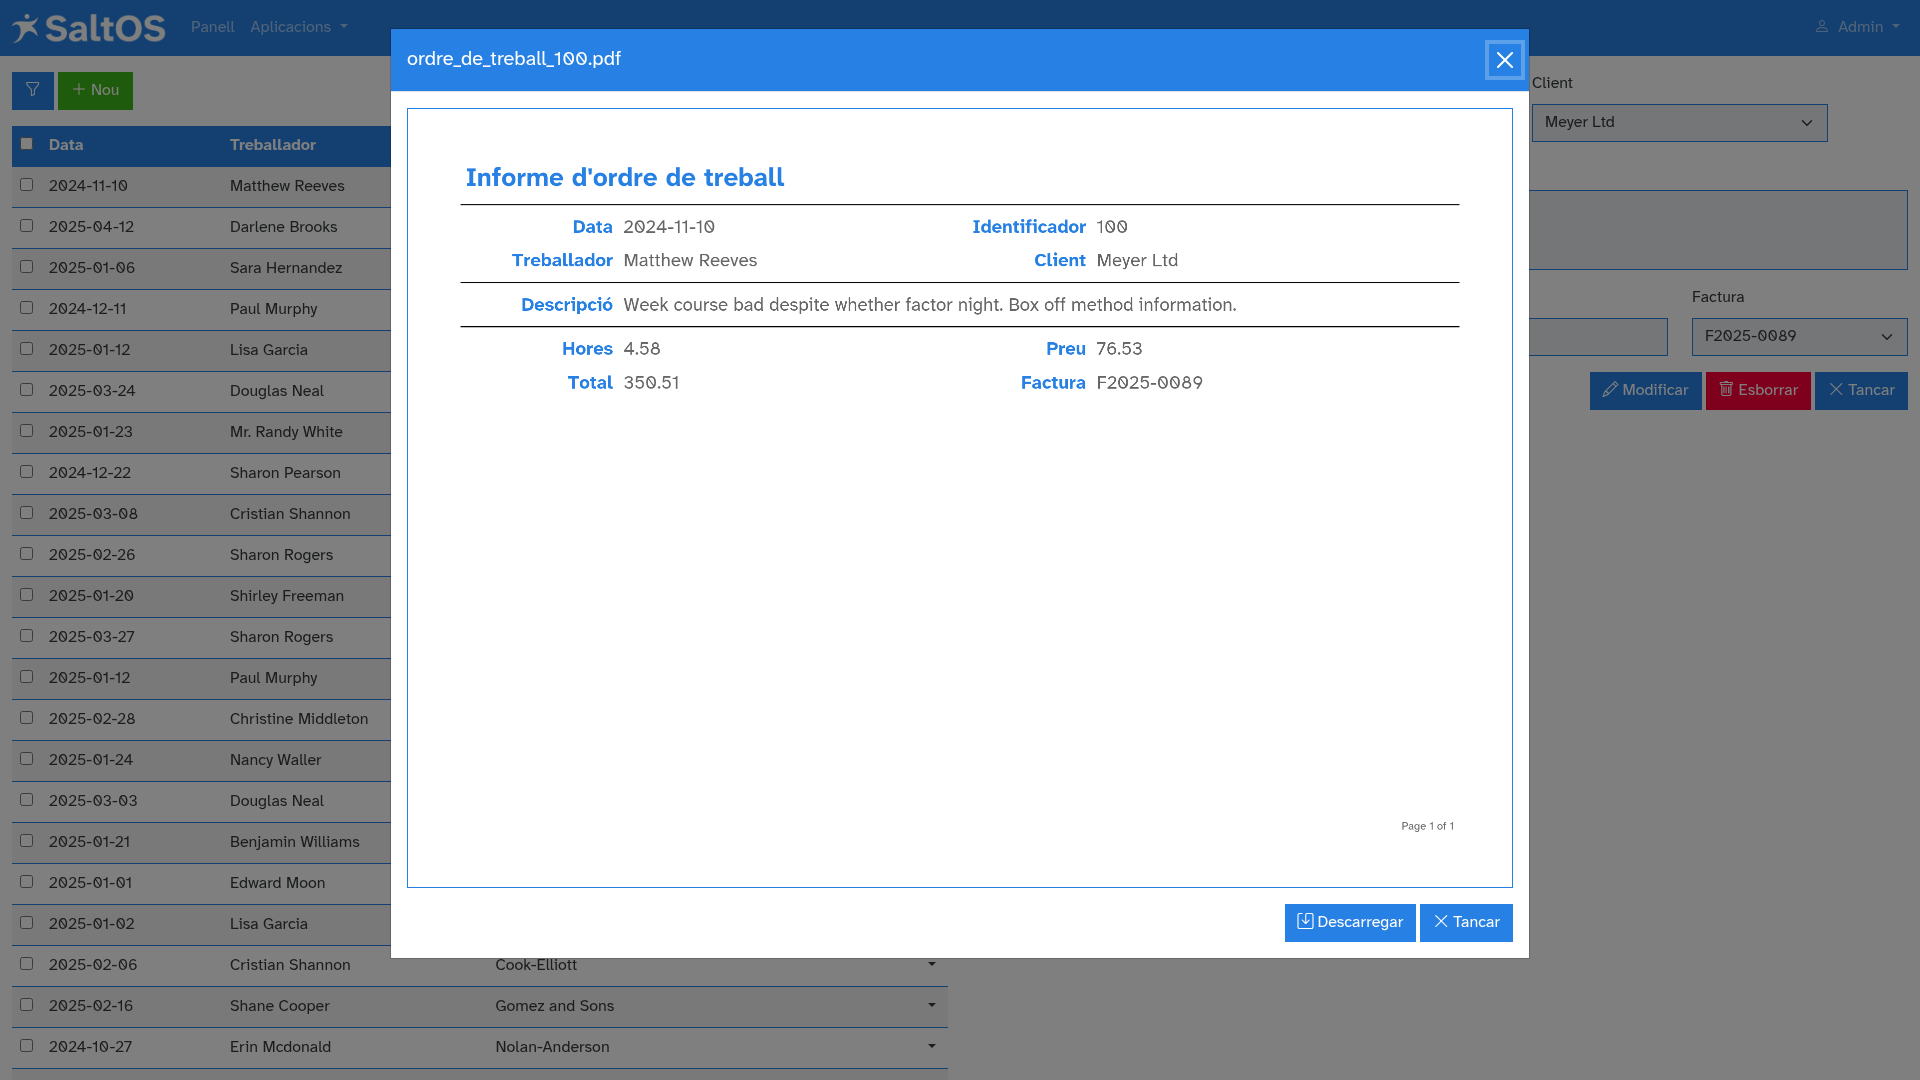 SaltOS Panell Aplicacions Admin
ordre_de_treball_100.pdf
Nou
Client
Meyer Ltd
Data Treballador
2024-11-10 Matthew Reeves
2025-04-12 Darlene Brooks
2025-01-06 Sara Hernandez
2024-12-11 Paul Murphy
2025-01-12 Lisa Garcia
2025-03-24 Douglas Neal
2025-01-23 Mr. Randy White
2024-12-22 Sharon Pearson
2025-03-08 Cristian Shannon
2025-02-26 Sharon Rogers
2025-01-20 Shirley Freeman
2025-03-27 Sharon Rogers
2025-01-12 Paul Murphy
2025-02-28 Christine Middleton
2025-01-24 Nancy Waller
2025-03-03 Douglas Neal
2025-01-21 Benjamin Williams
2025-01-01 Edward Moon
2025-01-02 Lisa Garcia
2025-02-06 Cristian Shannon Cook-Elliott
2025-02-16 Shane Cooper Gomez and Sons
2024-10-27 Erin Mcdonald Nolan-Anderson
Informe d'ordre de treball
Data 2024-11-10 Identificador 100
Treballador Matthew Reeves Client Meyer Ltd
Descripció Week course bad despite whether factor night. Box off method information.
Hores 4.58 Preu 76.53
Total 350.51 Factura F2025-0089
Page 1 of 1
Descarregar Tancar
Factura
F2025-0089
Modificar Esborrar Tancar